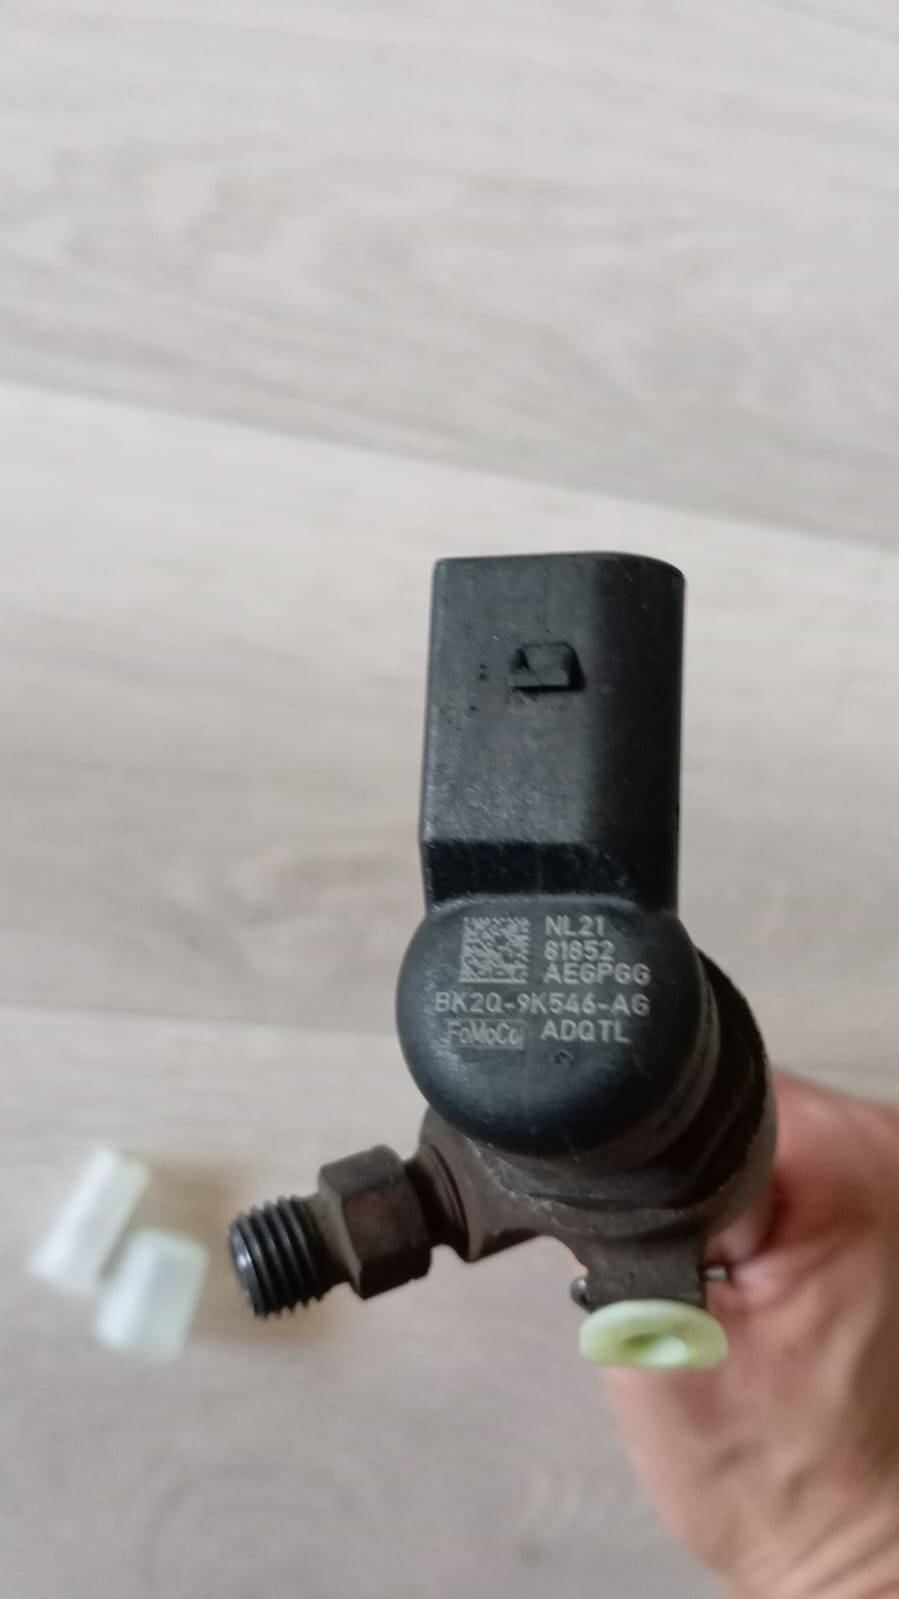 NL21
81852
AEGPGG
BK2Q-9K546-AG
FoMoCo ADQTL